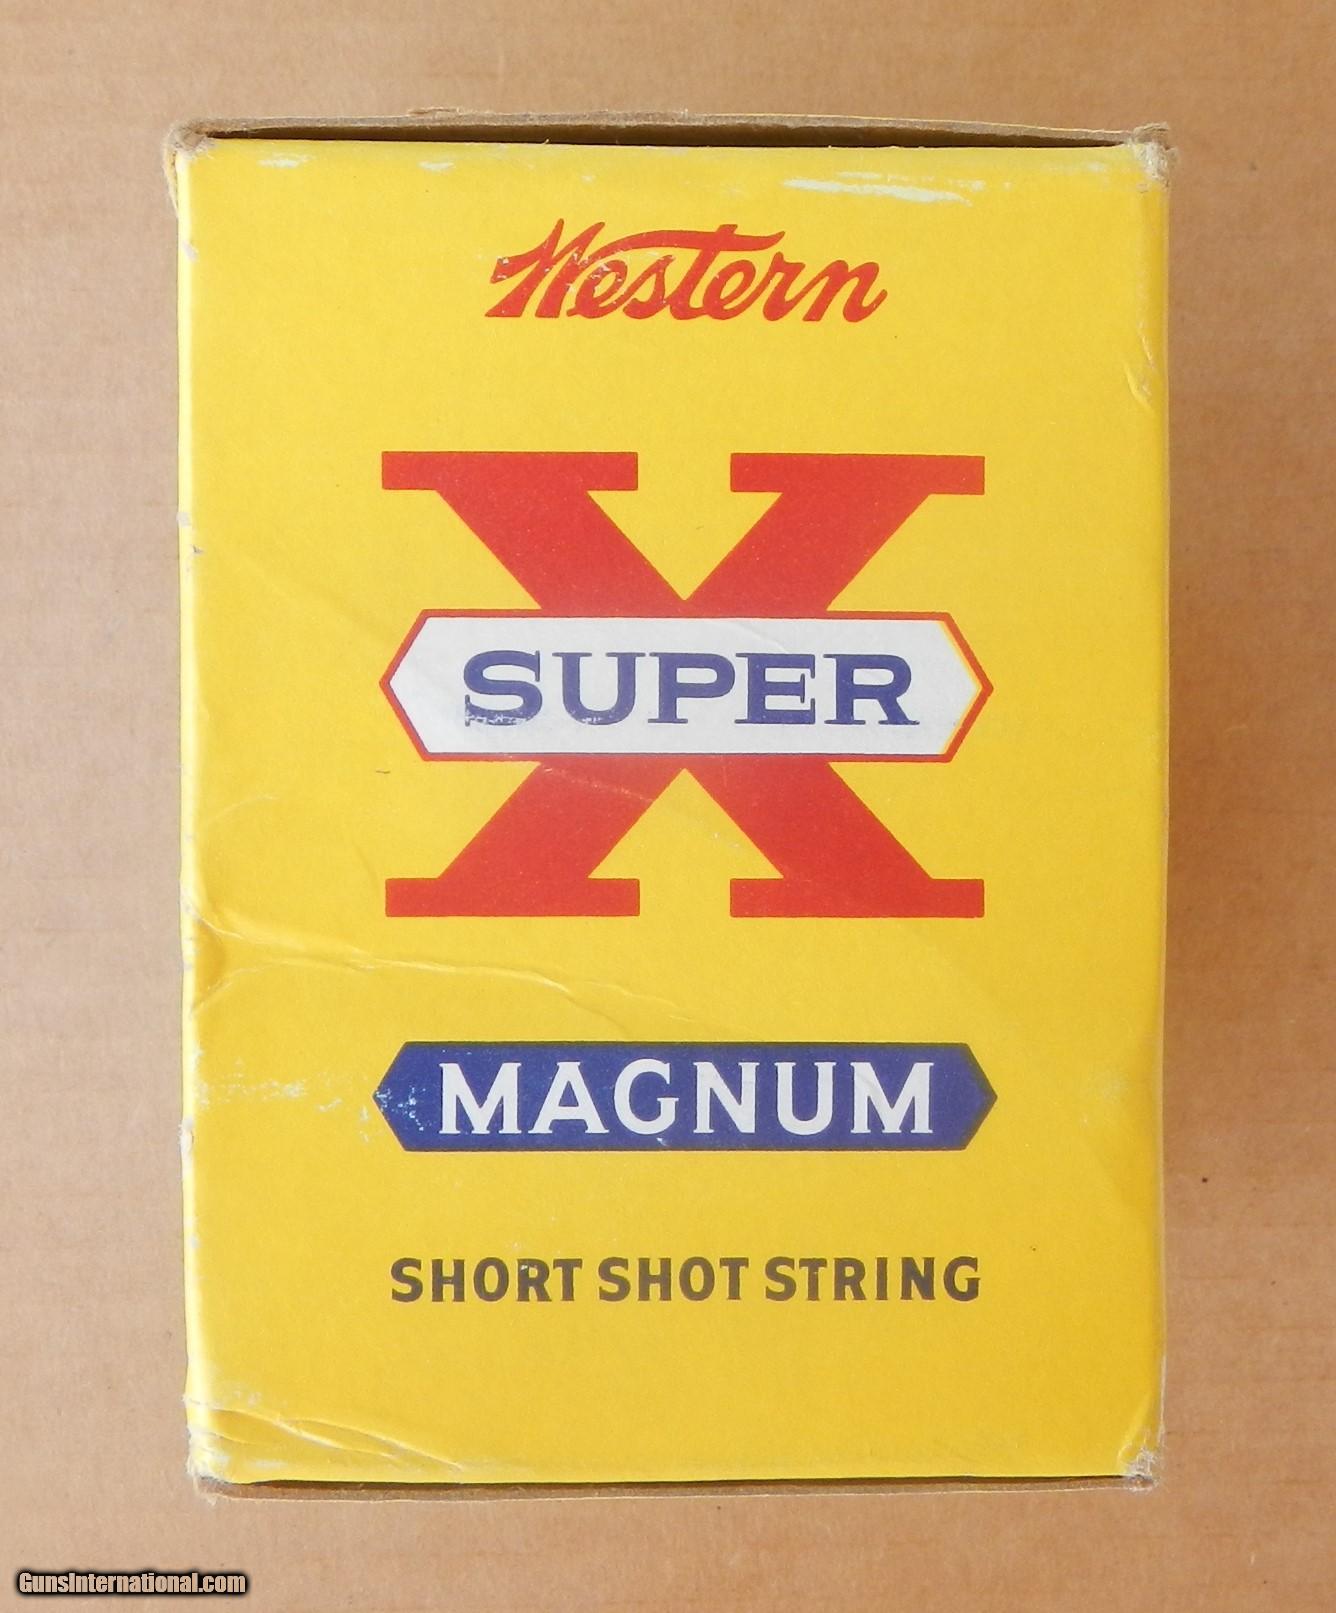 Western
X
SUPER
MAGNUM
SHORT SHOT STRING
GunsInternational.com